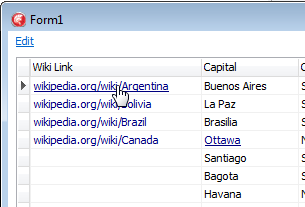 Form1
Edit
Wiki Link Capital C
wikipedia.org/wiki/Argentina Buenos Aires S
wikipedia.org/wiki/Bolivia La Paz S
wikipedia.org/wiki/Brazil Brasilia S
wikipedia.org/wiki/Canada Ottawa N
Santiago S
Bagota S
Havana N